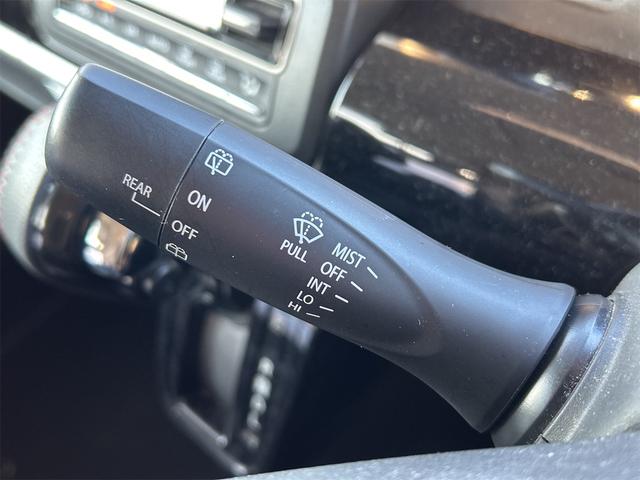 REAR
ON
OFF
PULL
MIST
OFF
INT
LO
HI